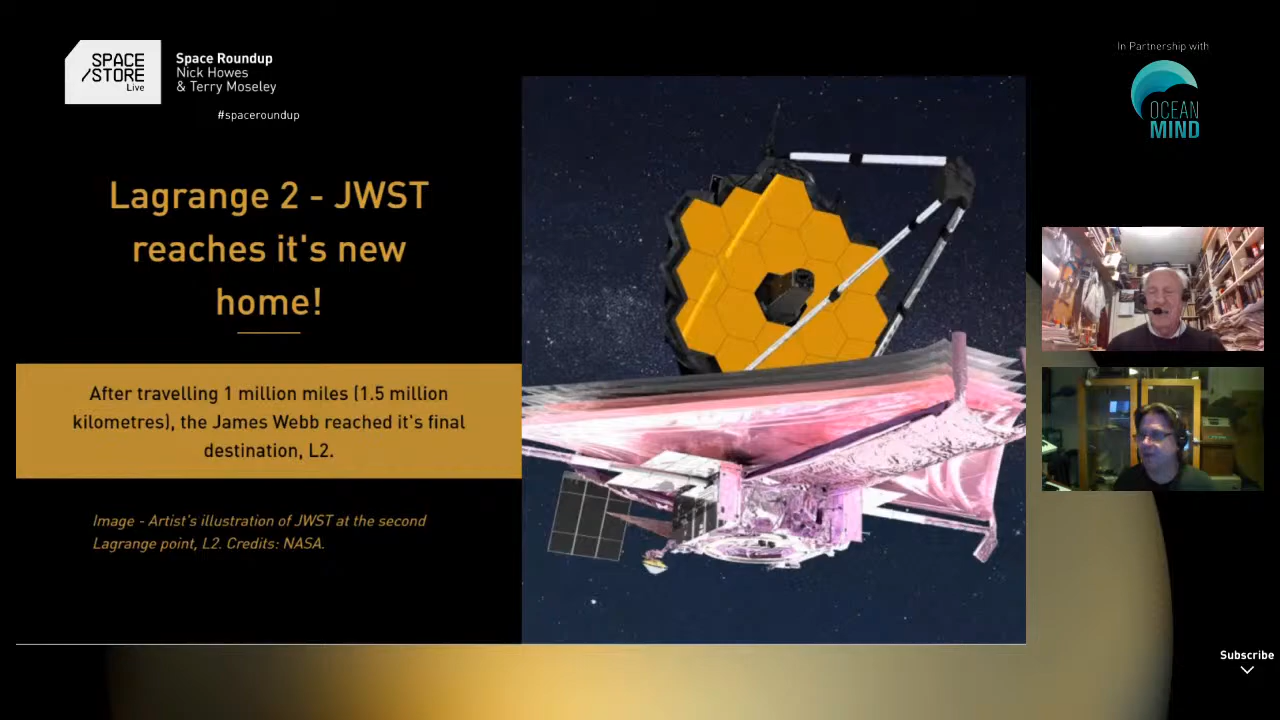 SPACE
/STORE
Live
Space Roundup
Nick Howes
& Terry Moseley
#spaceroundup
In Partnership with
OCEAN
MIND
Lagrange 2 - JWST
reaches it's new
home!
After travelling 1 million miles (1.5 million
kilometres), the James Webb reached it's final
destination, L2.
Image - Artist's illustration of JWST at the second
Lagrange point, L2. Credits: NASA.
Subscribe